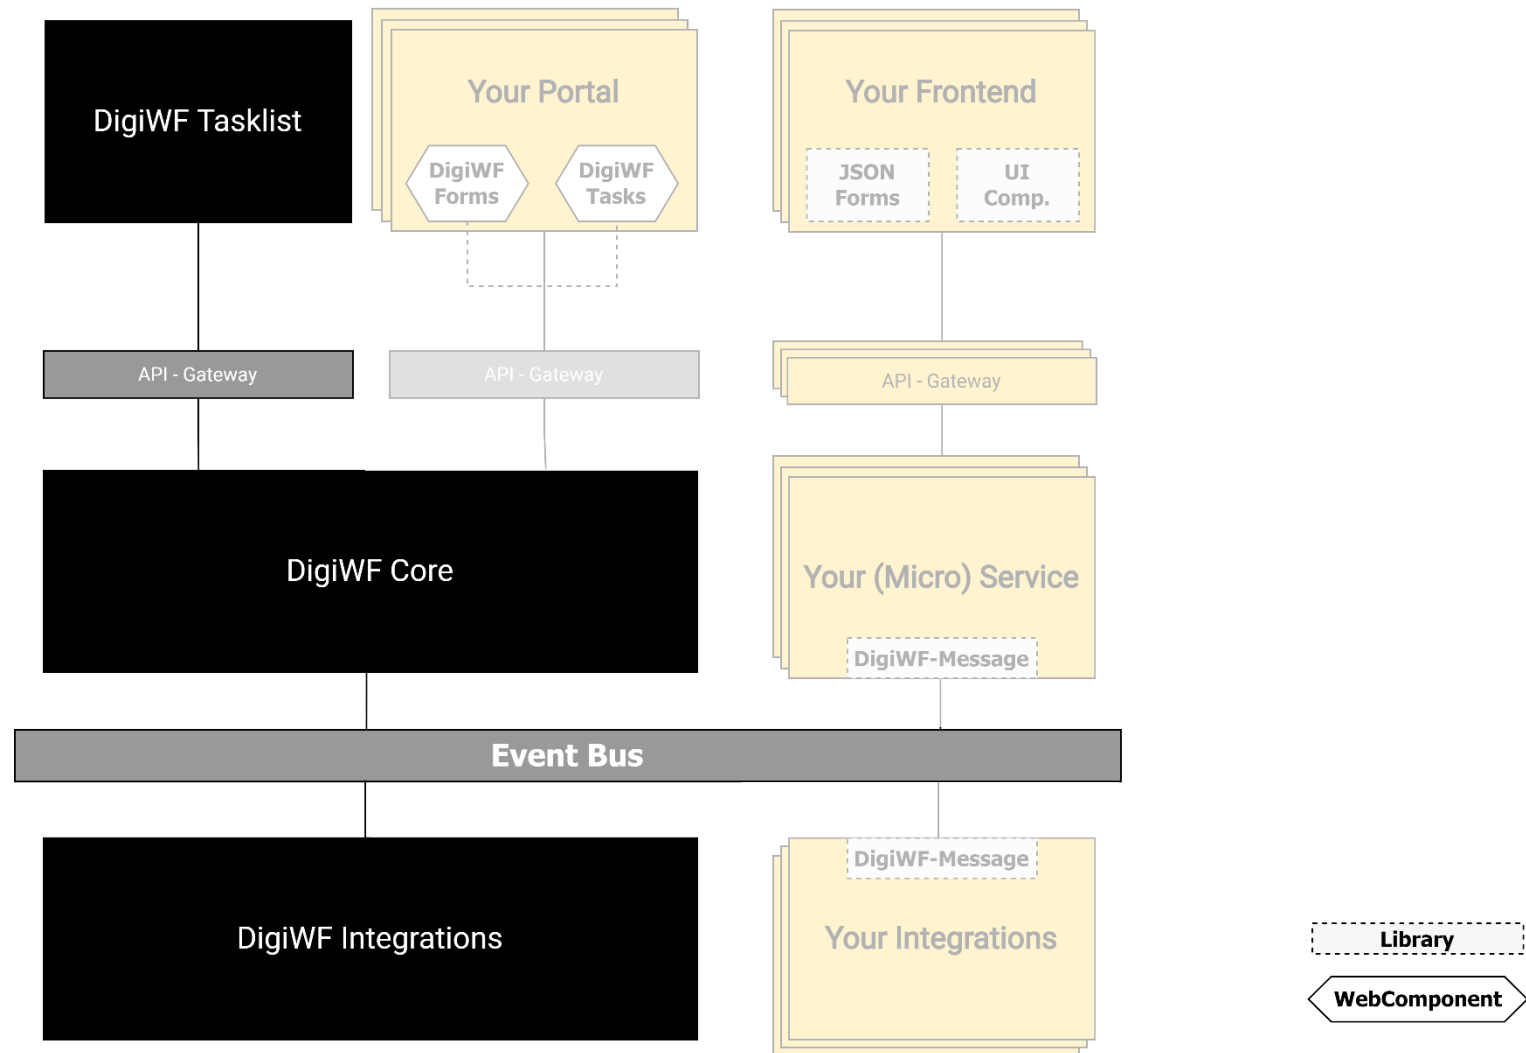 DigiWF Tasklist
Your Portal
DigiWF
Forms
DigiWF
Tasks
Your Frontend
JSON
Forms
UI
Comp.
API - Gateway
API - Gateway
API - Gateway
DigiWF Core
Your (Micro) Service
DigiWF-Message
Event Bus
DigiWF Integrations
DigiWF-Message
Your Integrations
Library
WebComponent